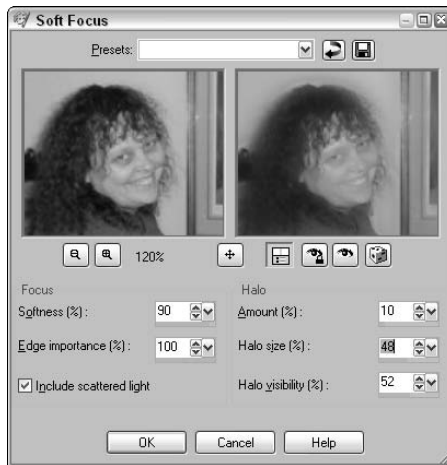 Soft Focus
Presets:
120%
Focus
Softness (%) : 90
Edge importance (%) : 100
Include scattered light
Halo
Amount (%) : 10
Halo size (%) : 48
Halo visibility (%) : 52
OK Cancel Help